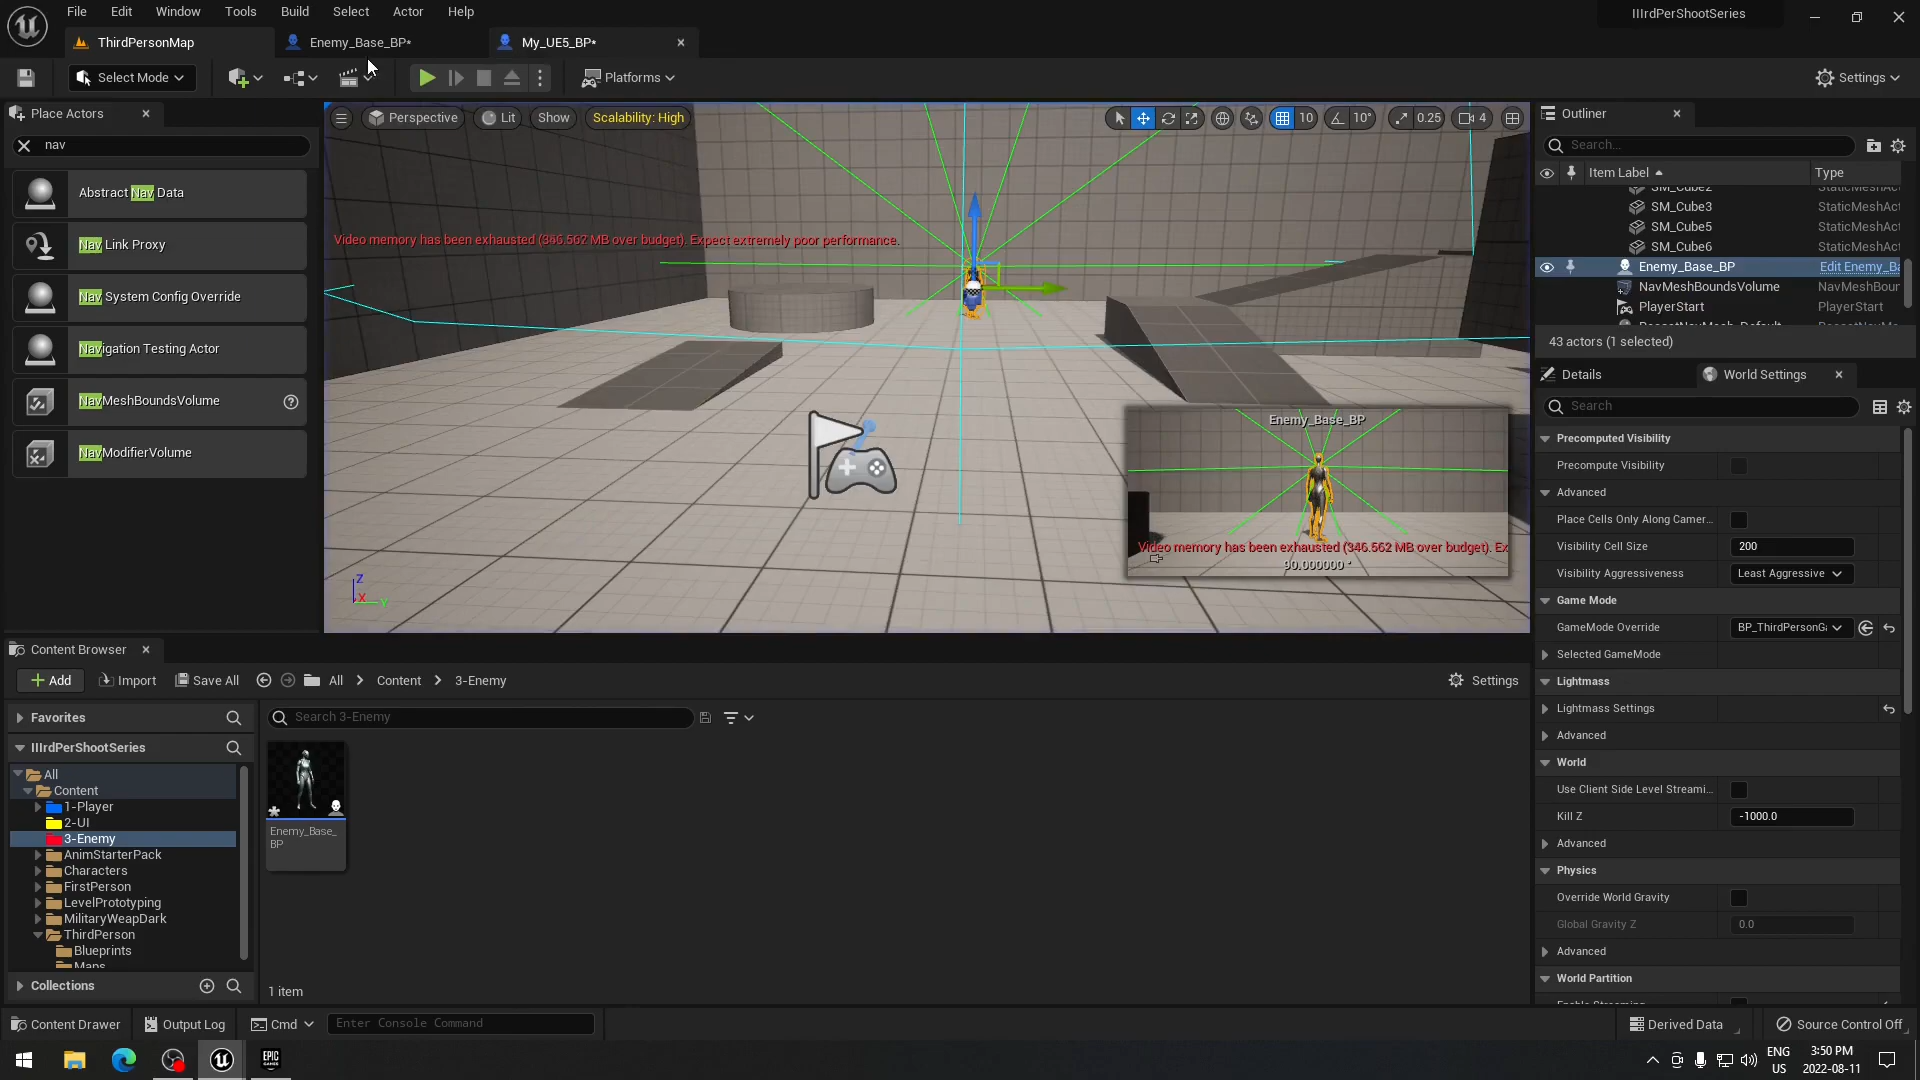 File Edit Window Tools Build Select Actor Help
IIIrdPerShootSeries
ThirdPersonMap
Enemy_Base_BP*
My_UE5_BP*
Select Mode
Platforms
Settings
Place Actors
nav
Abstract Nav Data
Nav Link Proxy
Nav System Config Override
Navigation Testing Actor
NavMeshBoundsVolume
NavModifierVolume
Perspective
Lit
Show
Scalability: High
10
10°
0.25
4
Video memory has been exhausted (346.562 MB over budget). Expect extremely poor performance.
Enemy_Base_BP
Video memory has been exhausted (346.562 MB over budget). Ex
90.000000 °
Z
X
Y
Outliner
Search...
Item Label
Type
SM_Cube2 StaticMeshAct
SM_Cube3 StaticMeshAct
SM_Cube5 StaticMeshAct
SM_Cube6 StaticMeshAct
Enemy_Base_BP Edit Enemy_Ba
NavMeshBoundsVolume NavMeshBoun
PlayerStart PlayerStart
43 actors (1 selected)
Details
World Settings
Search
Precomputed Visibility
Precompute Visibility
Advanced
Place Cells Only Along Camer...
Visibility Cell Size 200
Visibility Aggressiveness Least Aggressive
Game Mode
GameMode Override BP_ThirdPersonGa
Selected GameMode
Lightmass
Lightmass Settings
Advanced
World
Use Client Side Level Streami...
Kill Z -1000.0
Advanced
Physics
Override World Gravity
Global Gravity Z 0.0
Advanced
World Partition
Enable Streaming
Content Browser
Add
Import
Save All
All > Content > 3-Enemy
Settings
Favorites
Search 3-Enemy
IIIrdPerShootSeries
All
Content
1-Player
2-UI
3-Enemy
AnimStarterPack
Characters
FirstPerson
LevelPrototyping
MilitaryWeapDark
ThirdPerson
Blueprints
Maps
Enemy_Base_
BP
Collections
1 item
Content Drawer
Output Log
Cmd
Enter Console Command
Derived Data
Source Control Off
EPIC
GAMES
ENG
US
3:50 PM
2022-08-11